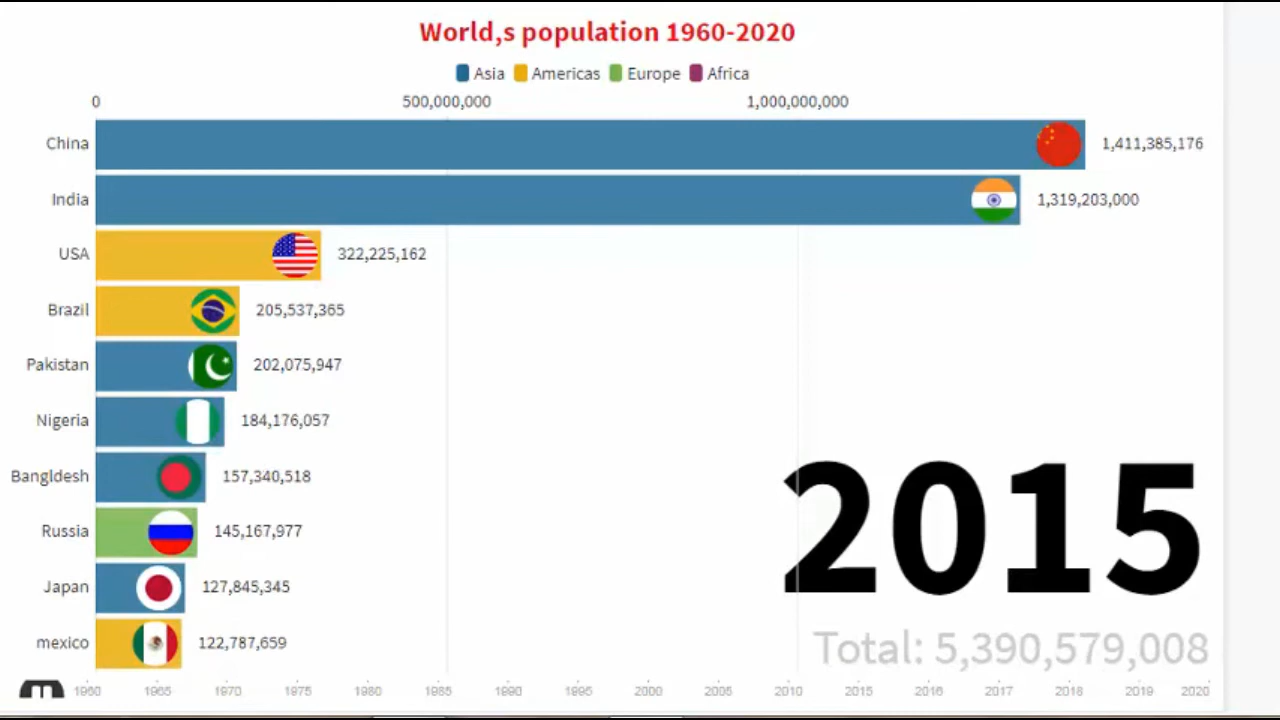 World,s population 1960-2020
Asia Americas Europe Africa
0 500,000,000 1,000,000,000
China 1,411,385,176
India 1,319,203,000
USA 322,225,162
Brazil 205,537,365
Pakistan 202,075,947
Nigeria 184,176,057
Bangldesh 157,340,518
Russia 145,167,977
Japan 127,845,345
mexico 122,787,659
2015
Total: 5,390,579,008
1960 1965 1970 1975 1980 1985 1990 1995 2000 2005 2010 2015 2016 2017 2018 2019 2020